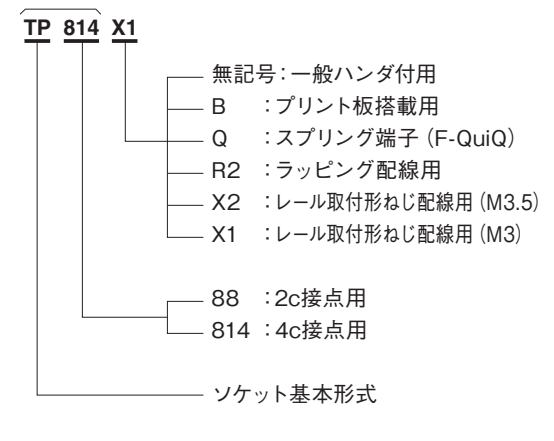 TP 814 X1
無記号:一般ハンダ付用
B :プリント板搭載用
Q :スプリング端子(F-QuiQ)
R2 :ラッピング配線用
X2 :レール取付形ねじ配線用(M3.5)
X1 :レール取付形ねじ配線用(M3)
88 :2c接点用
814 :4c接点用
ソケット基本形式